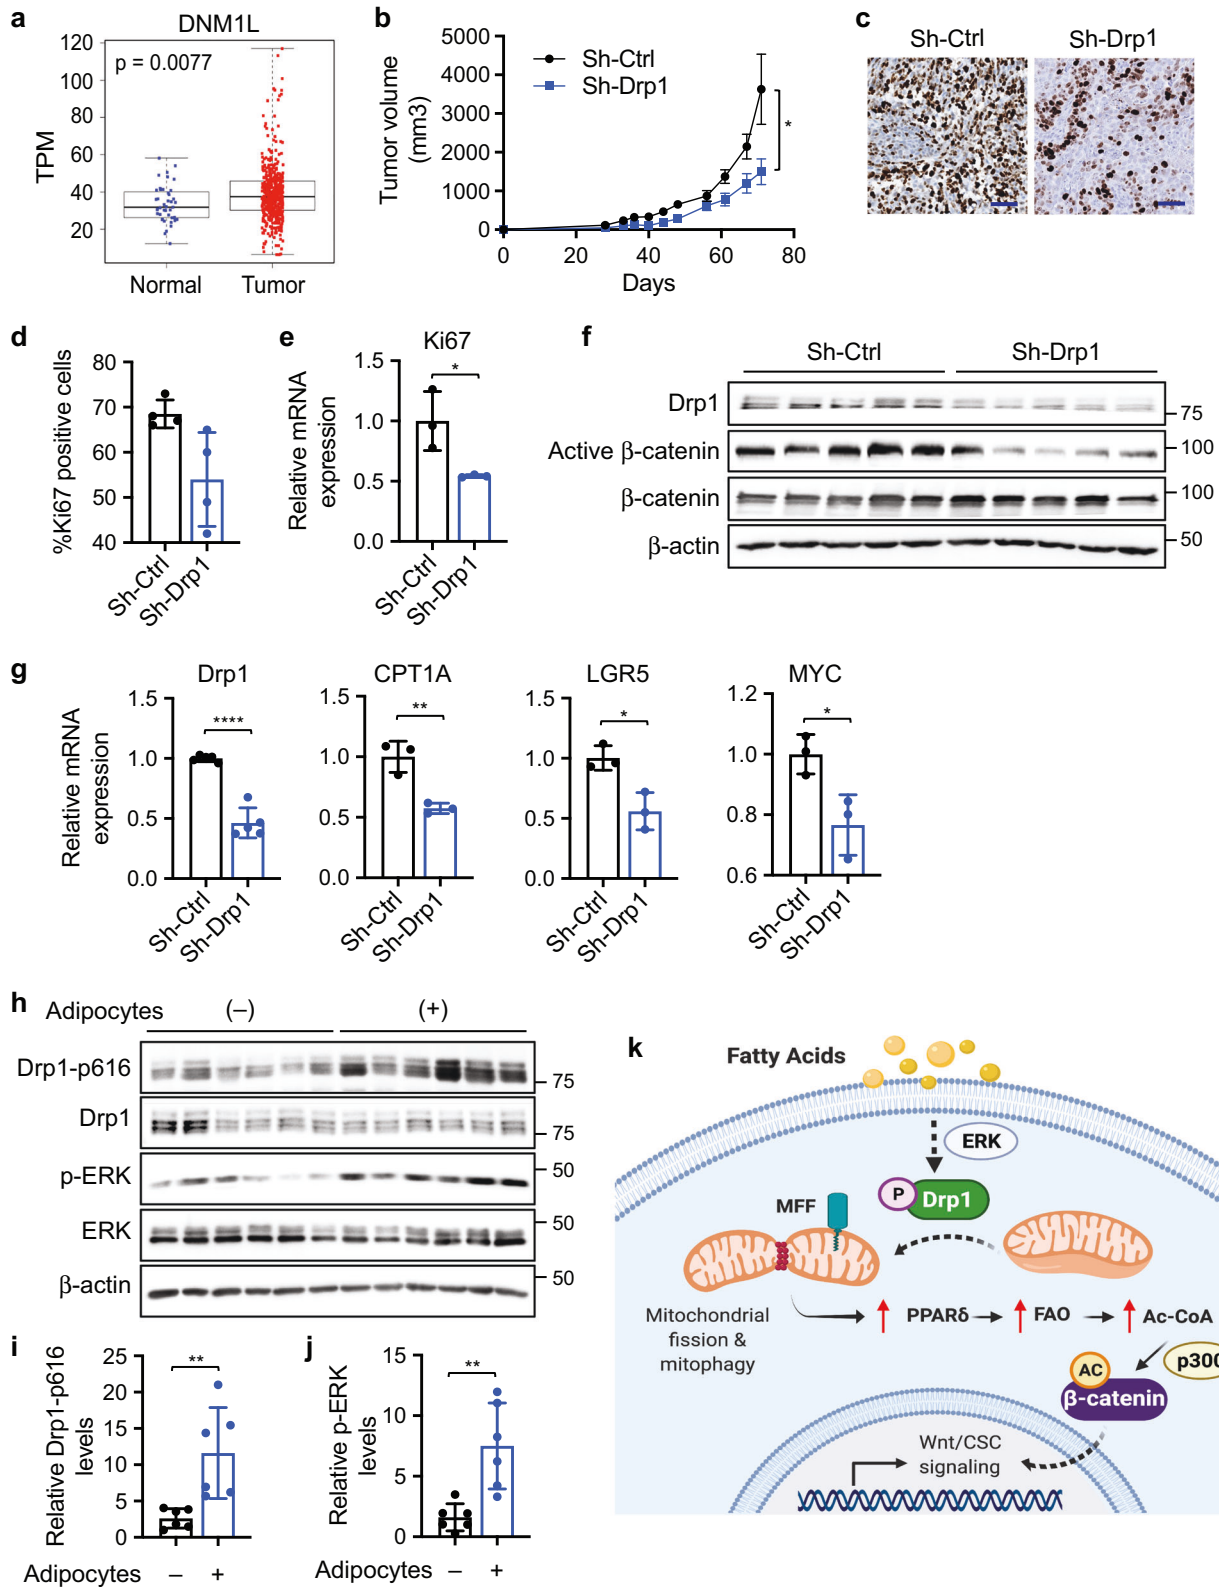 a
DNM1L
120
100
80
60
40
20
TPM
p = 0.0077
Normal
Tumor
b
5000
4000
3000
2000
1000
0
Tumor volume
(mm3)
Sh-Ctrl
Sh-Drp1
*
0 20 40 60 80
Days
c
Sh-Ctrl Sh-Drp1
d
80
70
60
50
40
%Ki67 positive cells
Sh-Ctrl
Sh-Drp1
e
Ki67
1.5
1.0
0.5
0.0
Relative mRNA
expression
*
Sh-Ctrl
Sh-Drp1
f
Sh-Ctrl Sh-Drp1
Drp1
75
Active β-catenin
100
β-catenin
100
β-actin
50
g
Relative mRNA
expression
Drp1
1.5
1.0
0.5
0.0
****
Sh-Ctrl
Sh-Drp1
CPT1A
1.5
1.0
0.5
0.0
**
Sh-Ctrl
Sh-Drp1
LGR5
1.5
1.0
0.5
0.0
*
Sh-Ctrl
Sh-Drp1
MYC
1.2
1.0
0.8
0.6
*
Sh-Ctrl
Sh-Drp1
h
Adipocytes (–) (+)
Drp1-p616
75
Drp1
75
p-ERK
50
ERK
50
β-actin
50
i
25
20
15
10
5
0
Relative Drp1-p616
levels
**
Adipocytes – +
j
15
10
5
0
Relative p-ERK
levels
**
Adipocytes – +
k
Fatty Acids
ERK
P
Drp1
MFF
Mitochondrial
fission &
mitophagy
PPARδ
FAO
Ac-CoA
p300
AC
β-catenin
Wnt/CSC
signaling